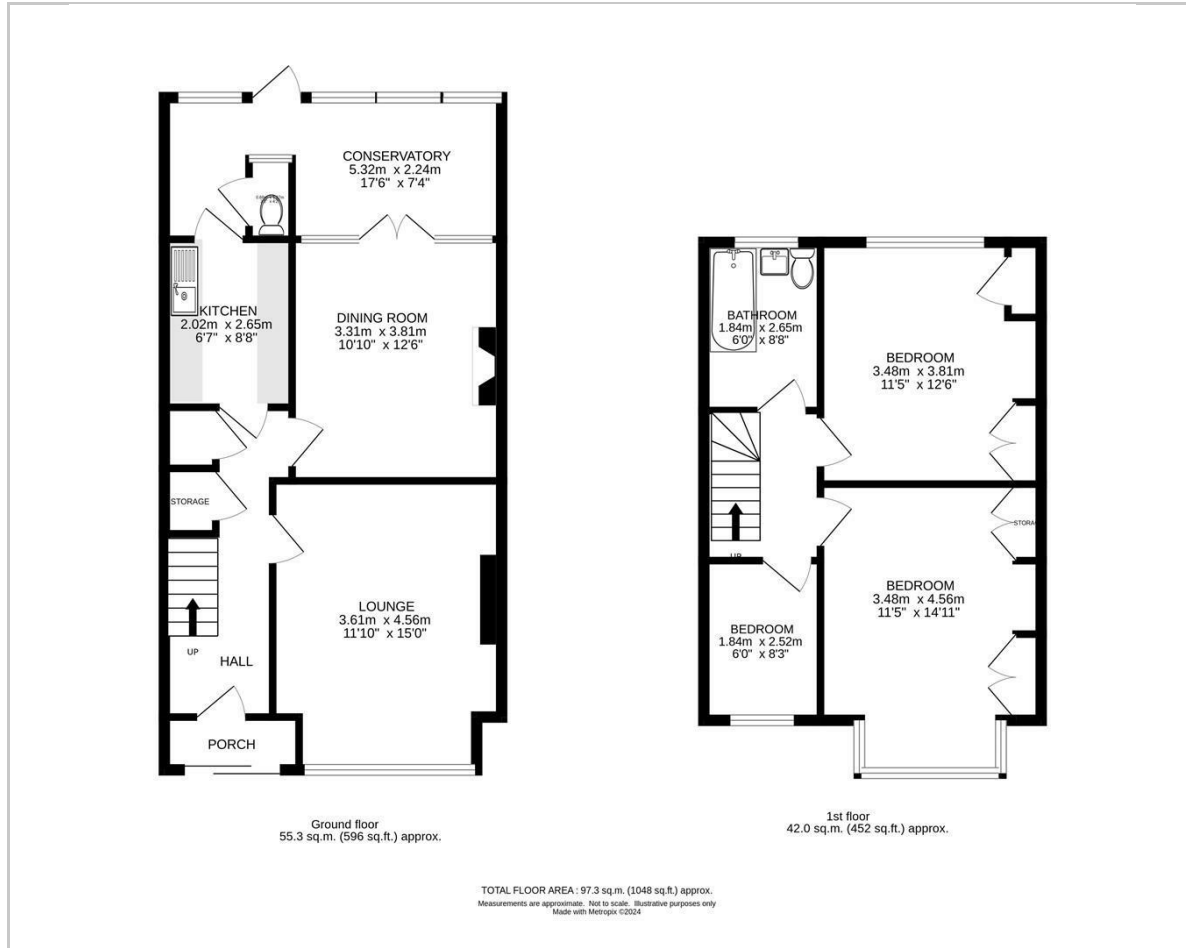 CONSERVATORY
5.32m x 2.24m
17'6" x 7'4"
KITCHEN
2.02m x 2.65m
6'7" x 8'8"
DINING ROOM
3.31m x 3.81m
10'10" x 12'6"
STORAGE
LOUNGE
3.61m x 4.56m
11'10" x 15'0"
UP
HALL
PORCH
Ground floor
55.3 sq.m. (596 sq.ft.) approx.
BATHROOM
1.84m x 2.65m
6'0" x 8'8"
BEDROOM
3.48m x 3.81m
11'5" x 12'6"
STORAG
UP
BEDROOM
3.48m x 4.56m
11'5" x 14'11"
BEDROOM
1.84m x 2.52m
6'0" x 8'3"
1st floor
42.0 sq.m. (452 sq.ft.) approx.
TOTAL FLOOR AREA : 97.3 sq.m. (1048 sq.ft.) approx.
Measurements are approximate. Not to scale. Illustrative purposes only
Made with Metropix ©2024